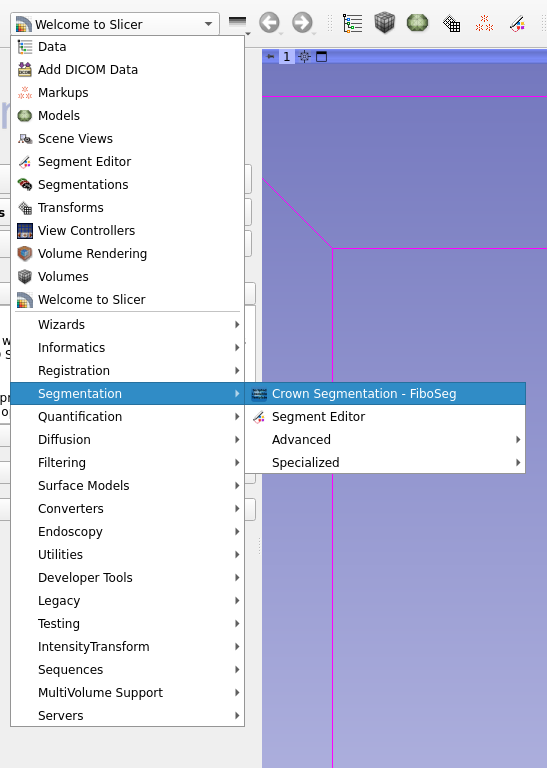 Welcome to Slicer
1
Data
Add DICOM Data
Markups
Models
Scene Views
Segment Editor
Segmentations
Transforms
View Controllers
Volume Rendering
Volumes
Welcome to Slicer
Wizards
Informatics
Registration
Segmentation
Crown Segmentation - FiboSeg
Quantification
Segment Editor
Diffusion
Advanced
Filtering
Specialized
Surface Models
Converters
Endoscopy
Utilities
Developer Tools
Legacy
Testing
IntensityTransform
Sequences
MultiVolume Support
Servers